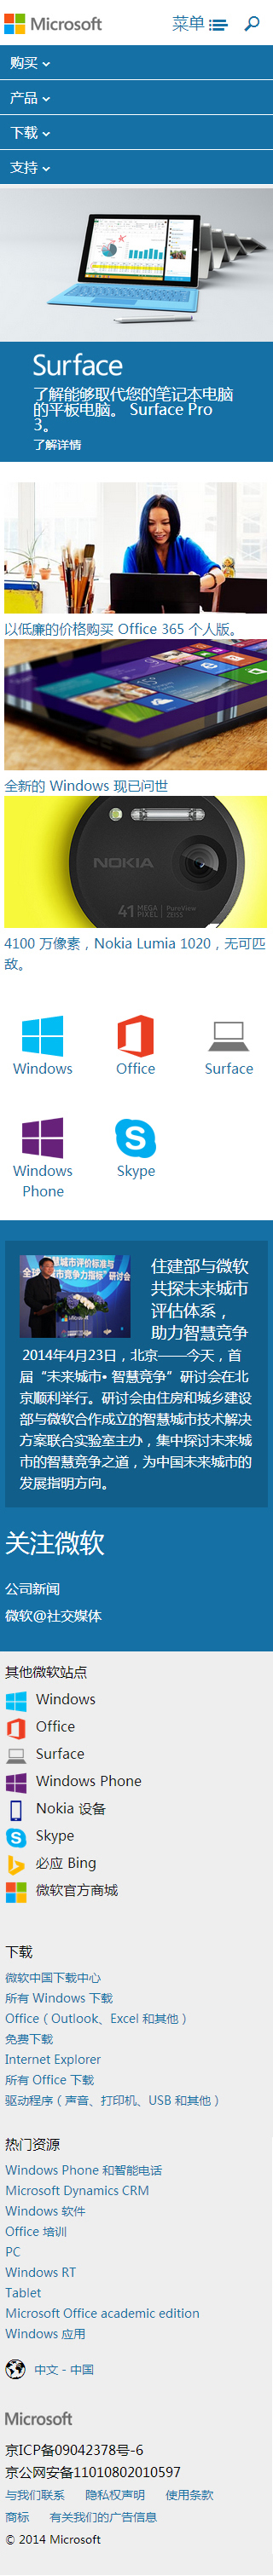 Microsoft 菜单
购买
产品
下载
支持
Surface
了解能够取代您的笔记本电脑
的平板电脑。 Surface Pro
3。
了解详情
以低廉的价格购买 Office 365 个人版。
全新的 Windows 现已问世
NOKIA
41 MEGA PIXEL PureView ZEISS
4100 万像素，Nokia Lumia 1020，无可匹
敌。
Windows Office Surface
Windows Phone
Skype
住建部与微软
共探未来城市
评估体系，
助力智慧竞争
2014年4月23日，北京——今天，首
届“未来城市• 智慧竞争”研讨会在北
京顺利举行。研讨会由住房和城乡建设
部与微软合作成立的智慧城市技术解决
方案联合实验室主办，集中探讨未来城
市的智慧竞争之道，为中国未来城市的
发展指明方向。
关注微软
公司新闻
微软@社交媒体
其他微软站点
Windows
Office
Surface
Windows Phone
Nokia 设备
Skype
必应 Bing
微软官方商城
下载
微软中国下载中心
所有 Windows 下载
Office（Outlook、Excel 和其他）
免费下载
Internet Explorer
所有 Office 下载
驱动程序（声音、打印机、USB 和其他）
热门资源
Windows Phone 和智能电话
Microsoft Dynamics CRM
Windows 软件
Office 培训
PC
Windows RT
Tablet
Microsoft Office academic edition
Windows 应用
中文 - 中国
Microsoft
京ICP备09042378号-6
京公网安备11010802010597
与我们联系 隐私权声明 使用条款
商标 有关我们的广告信息
© 2014 Microsoft